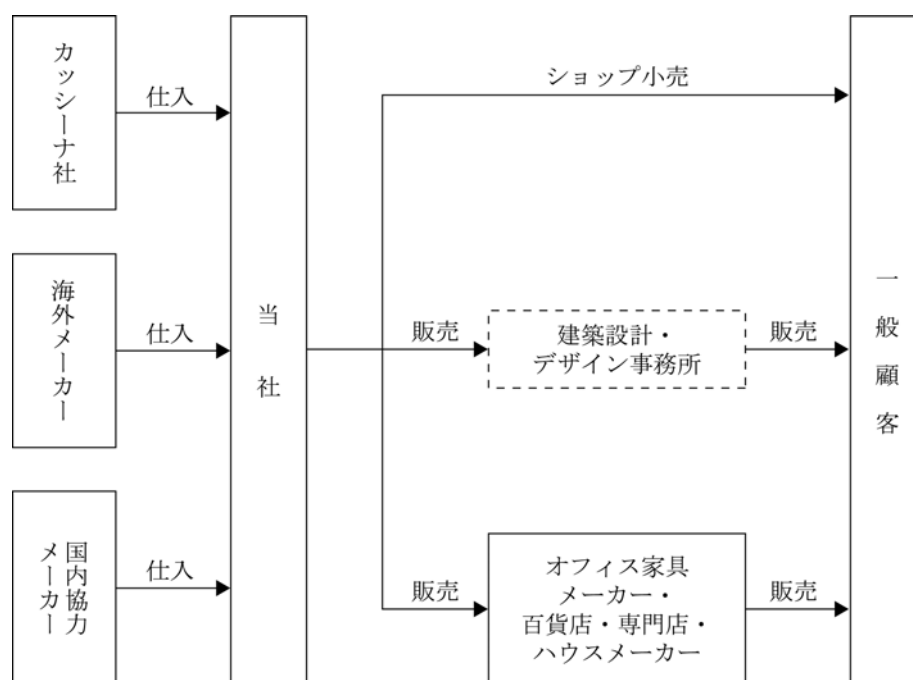 カッシーナ社
仕入
海外メーカー
仕入
国内協力
メーカー
仕入
当社
ショップ小売
販売
建築設計・
デザイン事務所
販売
販売
オフィス家具
メーカー・
百貨店・専門店・
ハウスメーカー
販売
一般顧客